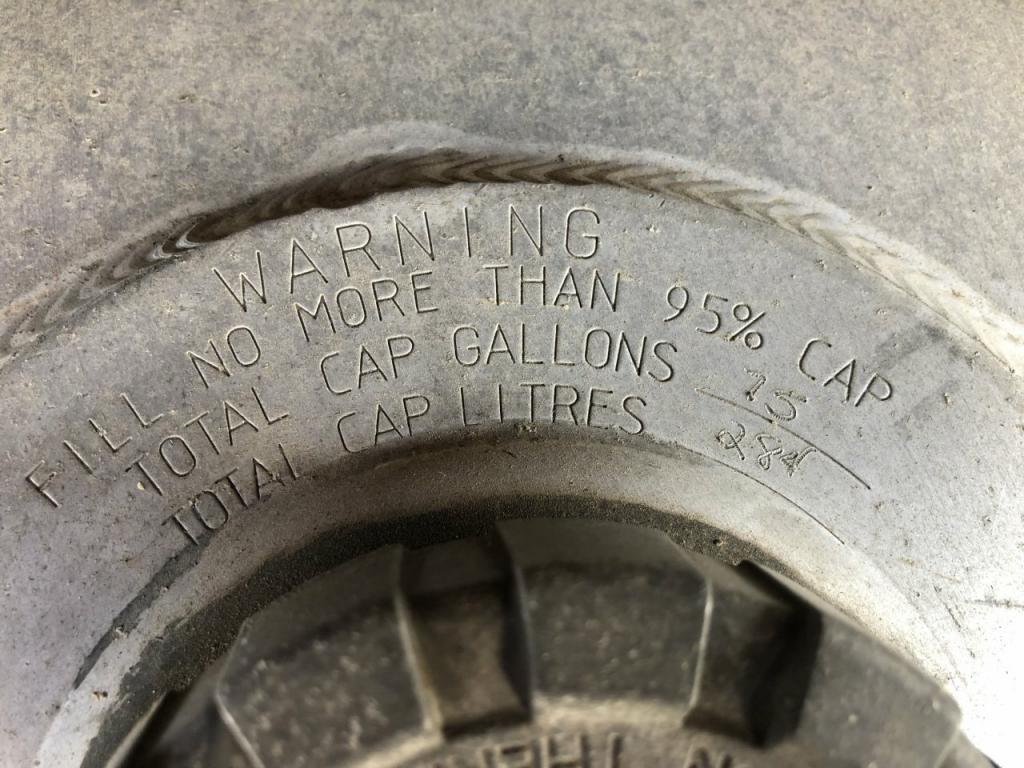 WARNING
FILL NO MORE THAN 95% CAP
TOTAL CAP GALLONS 75
TOTAL CAP LITRES 284